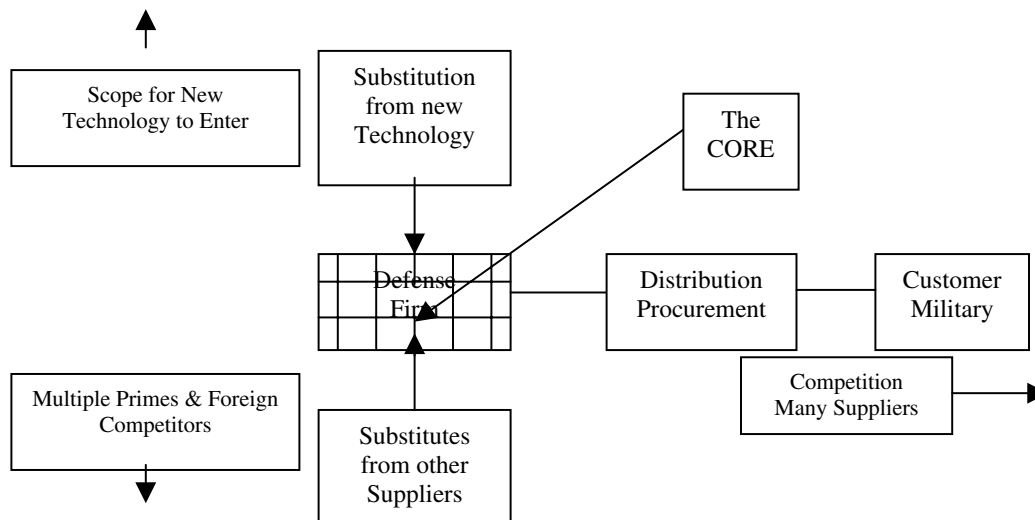 Scope for New
Technology to Enter
Substitution
from new
Technology
The
CORE
Defense
Firm
Distribution
Procurement
Customer
Military
Multiple Primes & Foreign
Competitors
Substitutes
from other
Suppliers
Competition
Many Suppliers